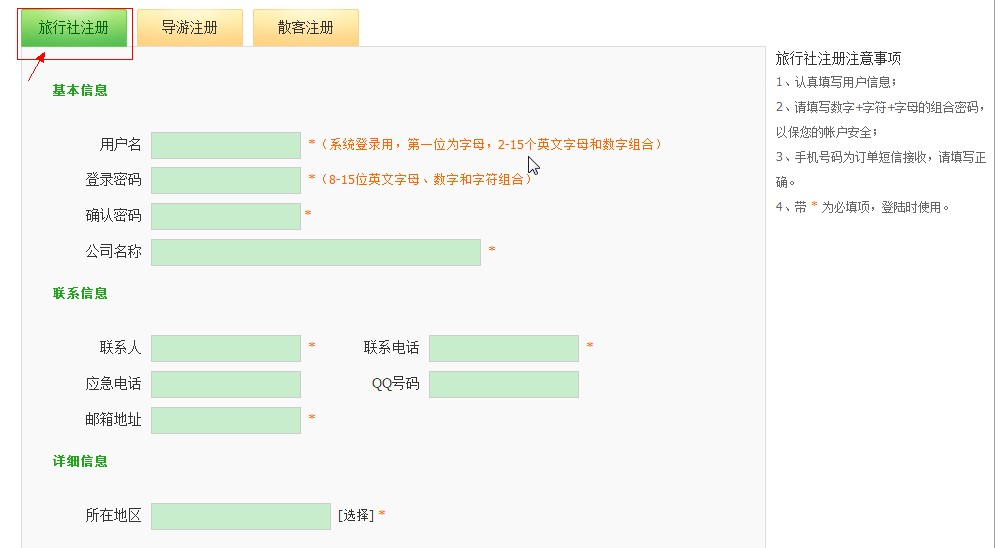 旅行社注册 导游注册 散客注册
基本信息
用户名 *（系统登录用，第一位为字母，2-15个英文字母和数字组合）
登录密码 *（8-15位英文字母、数字和字符组合）
确认密码 *
公司名称 *
联系信息
联系人 * 联系电话 *
应急电话 QQ号码
邮箱地址 *
详细信息
所在地区 [选择] *
旅行社注册注意事项
1、认真填写用户信息；
2、请填写数字+字符+字母的组合密码，
以保您的帐户安全；
3、手机号码为订单短信接收，请填写正
确。
4、带 * 为必填项，登陆时使用。